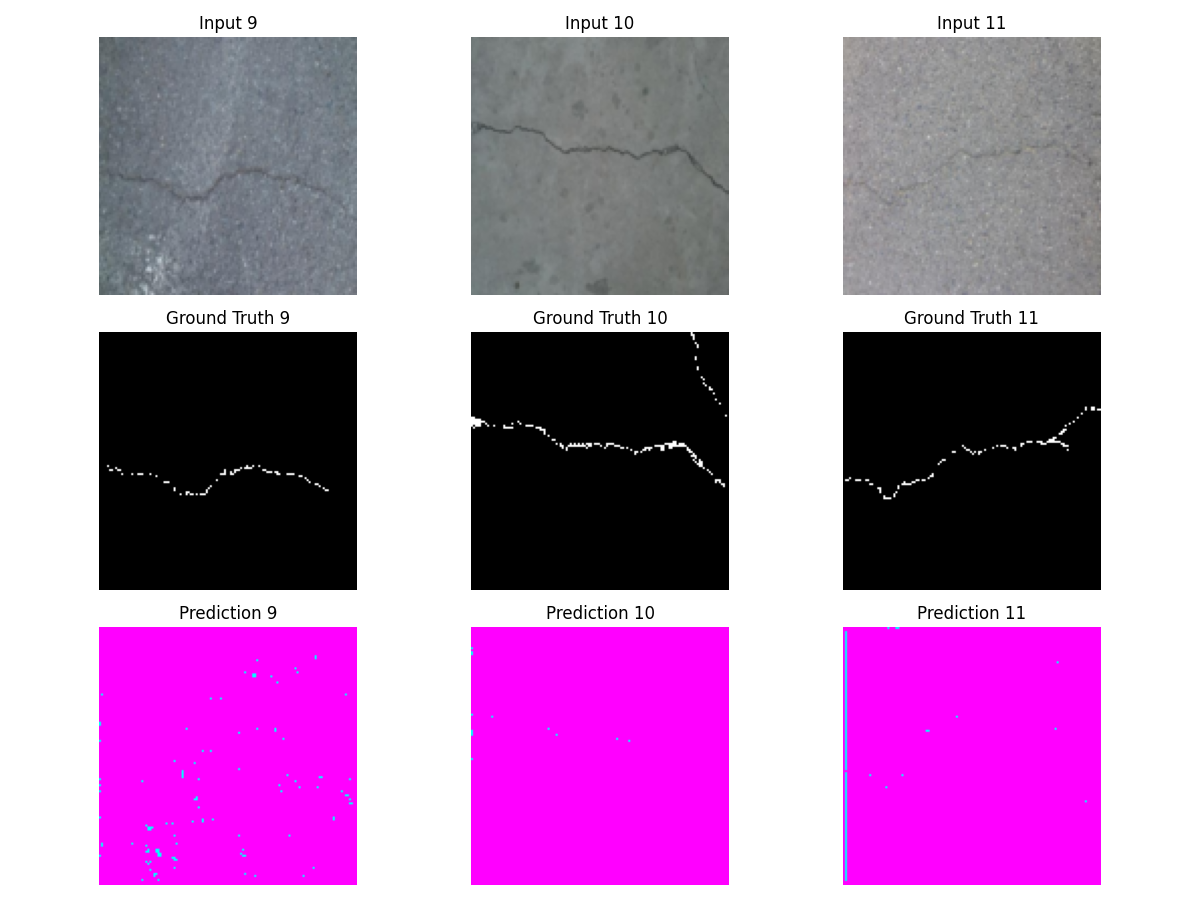 Input 9
Input 10
Input 11
Ground Truth 9
Ground Truth 10
Ground Truth 11
Prediction 9
Prediction 10
Prediction 11